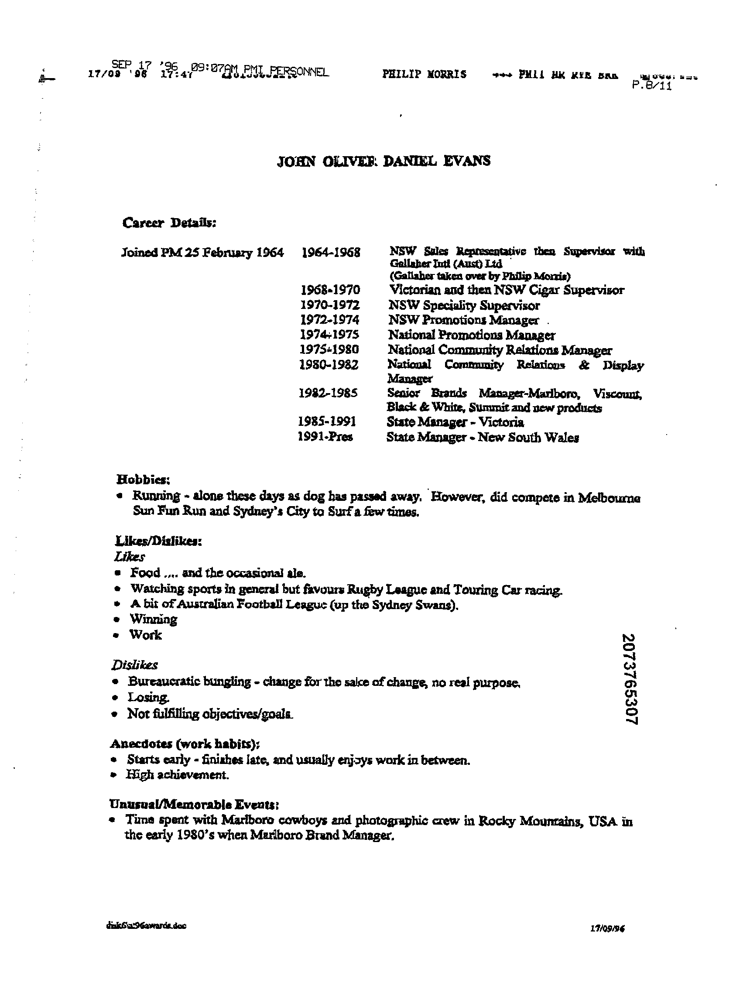 SEP 17 '96 09:07AM PMI PERSONNEL
17/09 '96 17:47 PHILIP MORRIS →→→ PMII HK RYE BRK
P.8/11
JOHN OLIVER DANIEL EVANS
Career Details:
Joined PM 25 February 1964 1964-1968 NSW Sales Representative then Supervisor with
Gallaher Intl (Aust) Ltd
(Gallaher taken over by Philip Morris)
1968-1970 Victorian and then NSW Cigar Supervisor
1970-1972 NSW Speciality Supervisor
1972-1974 NSW Promotions Manager
1974-1975 National Promotions Manager
1975-1980 National Community Relations Manager
1980-1982 National Community Relations & Display
Manager
1982-1985 Senior Brands Manager-Marlboro, Viscount,
Black & White, Summit and new products
1985-1991 State Manager - Victoria
1991-Pres State Manager - New South Wales
Hobbies:
• Running - alone these days as dog has passed away. However, did compete in Melbourne
Sun Fun Run and Sydney's City to Surf a few times.
Likes/Dislikes:
Likes
• Food .... and the occasional ale.
• Watching sports in general but favours Rugby League and Touring Car racing.
• A bit of Australian Football League (up the Sydney Swans).
• Winning
• Work
Dislikes
• Bureaucratic bungling - change for the sake of change, no real purpose.
• Losing.
• Not fulfilling objectives/goals.
Anecdotes (work habits):
• Starts early - finishes late, and usually enjoys work in between.
• High achievement.
Unusual/Memorable Events:
• Time spent with Marlboro cowboys and photographic crew in Rocky Mountains, USA in
the early 1980's when Marlboro Brand Manager.
2073765307
17/09/96